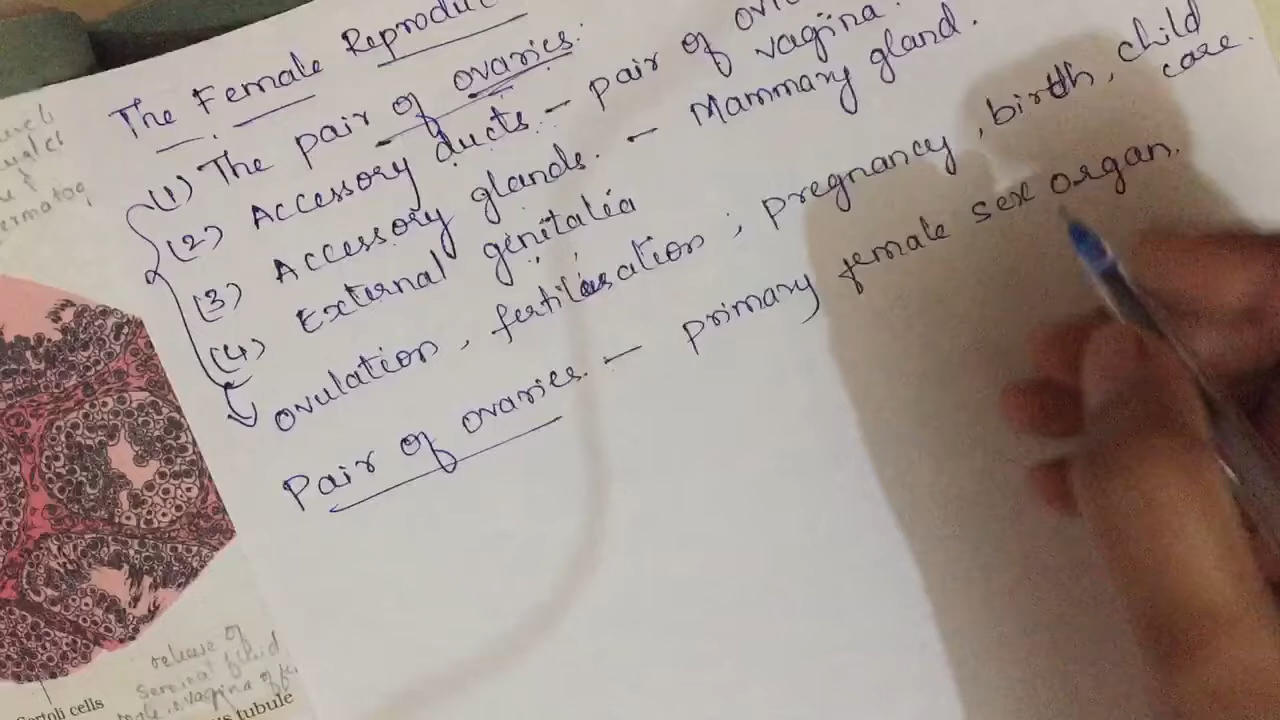 The Female Reproduc
(1) The pair of ovaries.
(2) Accessory ducts - pair of ovi
vagina.
(3) Accessory glands. - Mammary gland.
(4) External genitalia
ovulation, fertilisation, pregnancy, birth, child
care.
Pair of ovaries. - primary female sex organ.
release of
seminal fluid
vagina of
Sertoli cells
tubule